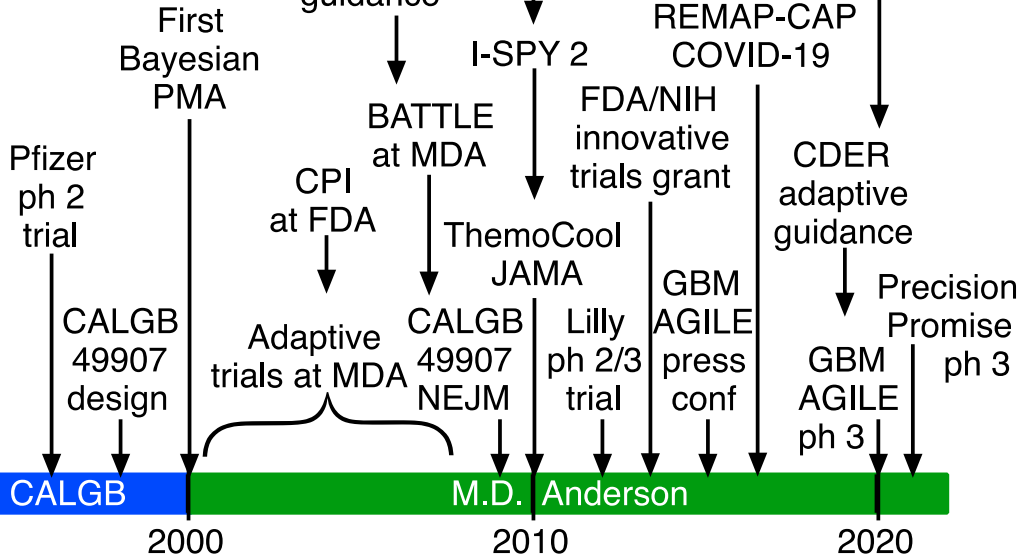 guidance
First
Bayesian
PMA
I-SPY 2
REMAP-CAP
COVID-19
Pfizer
ph 2
trial
BATTLE
at MDA
FDA/NIH
innovative
trials grant
CDER
adaptive
guidance
CPI
at FDA
ThemoCool
JAMA
CALGB
49907
design
Adaptive
trials at MDA
CALGB
49907
NEJM
Lilly
ph 2/3
trial
GBM
AGILE
press
conf
GBM
AGILE
ph 3
Precision
Promise
ph 3
CALGB
M.D. Anderson
2000
2010
2020